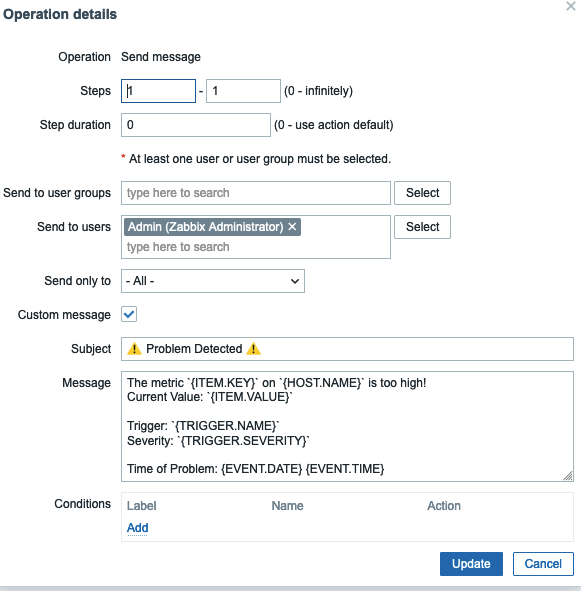 Operation details
Operation Send message
Steps 1 - 1 (0 - infinitely)
Step duration 0 (0 - use action default)
* At least one user or user group must be selected.
Send to user groups type here to search Select
Send to users Admin (Zabbix Administrator) × Select
type here to search
Send only to - All -
Custom message
Subject ⚠️ Problem Detected ⚠️
Message The metric `{ITEM.KEY}` on `{HOST.NAME}` is too high!
Current Value: `{ITEM.VALUE}`
Trigger: `{TRIGGER.NAME}`
Severity: `{TRIGGER.SEVERITY}`
Time of Problem: {EVENT.DATE} {EVENT.TIME}
Conditions Label Name Action
Add
Update Cancel